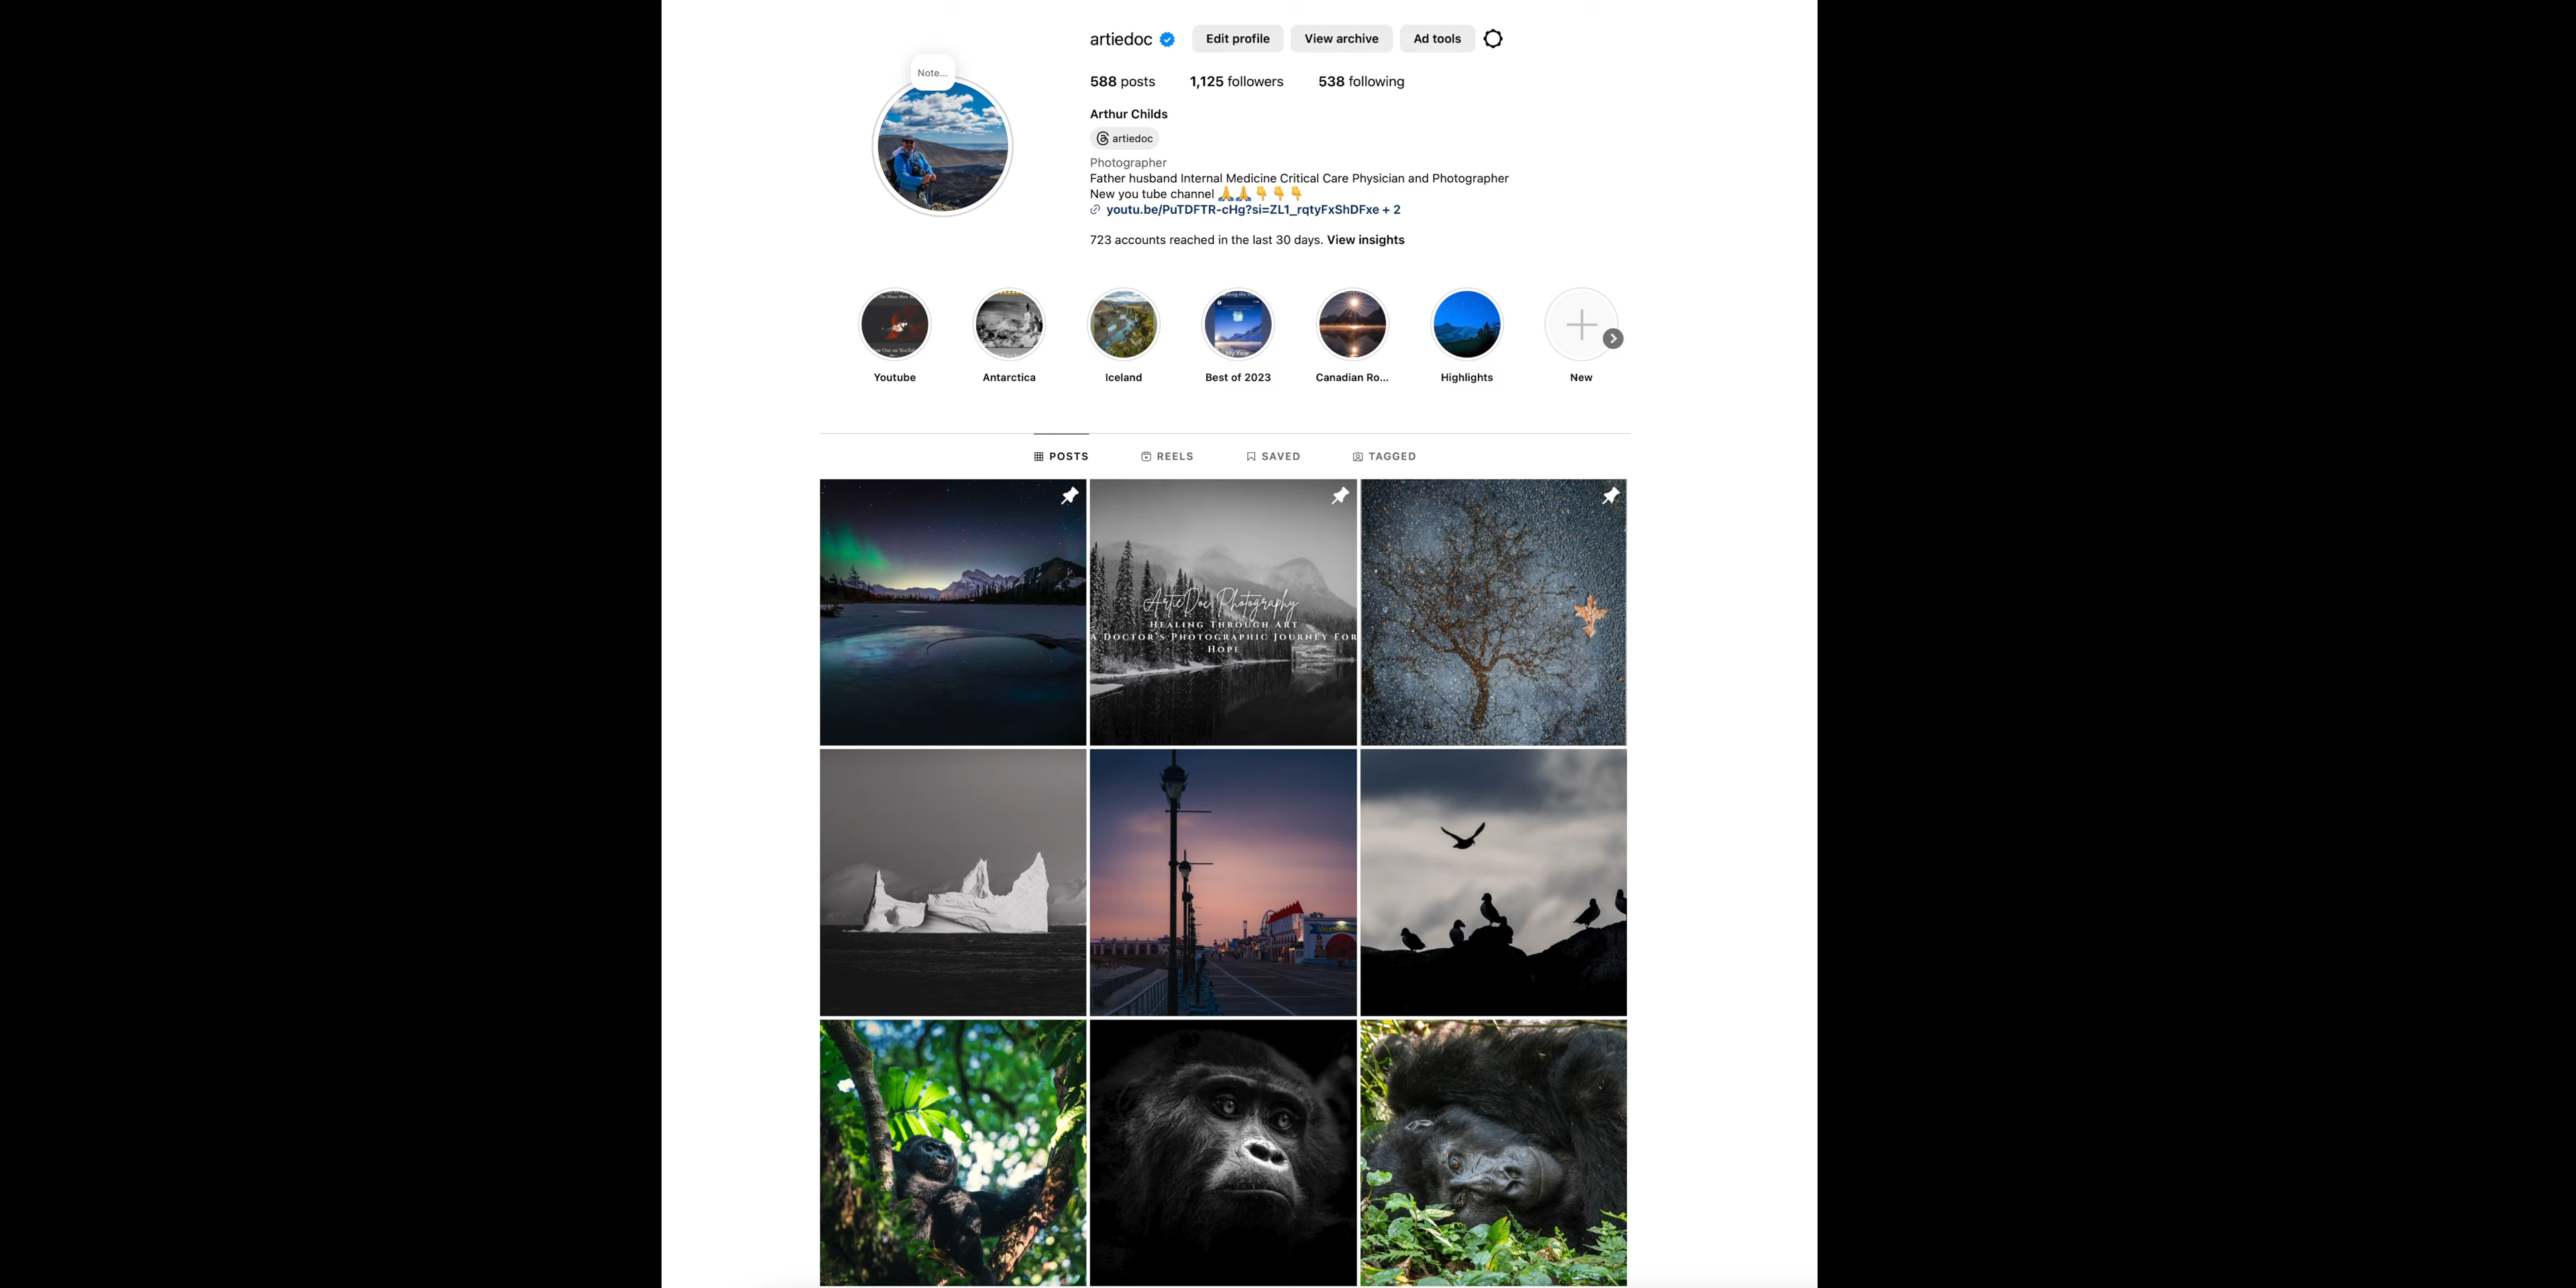 artiedoc Edit profile View archive Ad tools
Note...
588 posts 1,125 followers 538 following
Arthur Childs
artiedoc
Photographer
Father husband Internal Medicine Critical Care Physician and Photographer
New you tube channel 🙏🙏👇👇👇
youtu.be/PuTDFTR-cHg?si=ZL1_rqtyFxShDFxe + 2
723 accounts reached in the last 30 days. View insights
My Year
Youtube Antarctica Iceland Best of 2023 Canadian Ro... Highlights New
POSTS REELS SAVED TAGGED
ArtieDoc Photography
Healing Through Art
A Doctor's Photographic Journey For
Hope